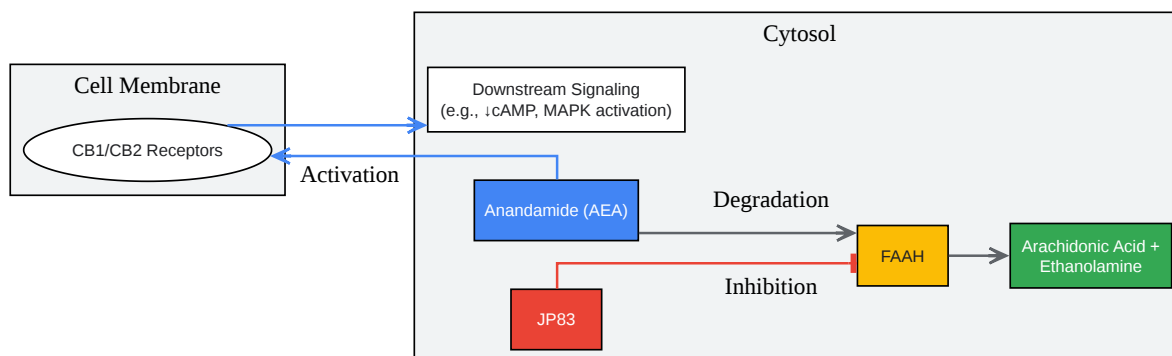 Cytosol
Cell Membrane
Downstream Signaling
(e.g., ↓cAMP, MAPK activation)
CB1/CB2 Receptors
Activation
Anandamide (AEA)
Degradation
FAAH
Arachidonic Acid +
Ethanolamine
Inhibition
JP83